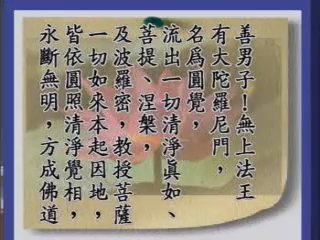 善男子！無上法王
有大陀羅尼門，
名爲圓覺，
流出一切清淨眞如、
菩提、涅槃，
及波羅密，教授菩薩
一切如來本起因地，
皆依圓照清淨覺相，
永斷無明，方成佛道